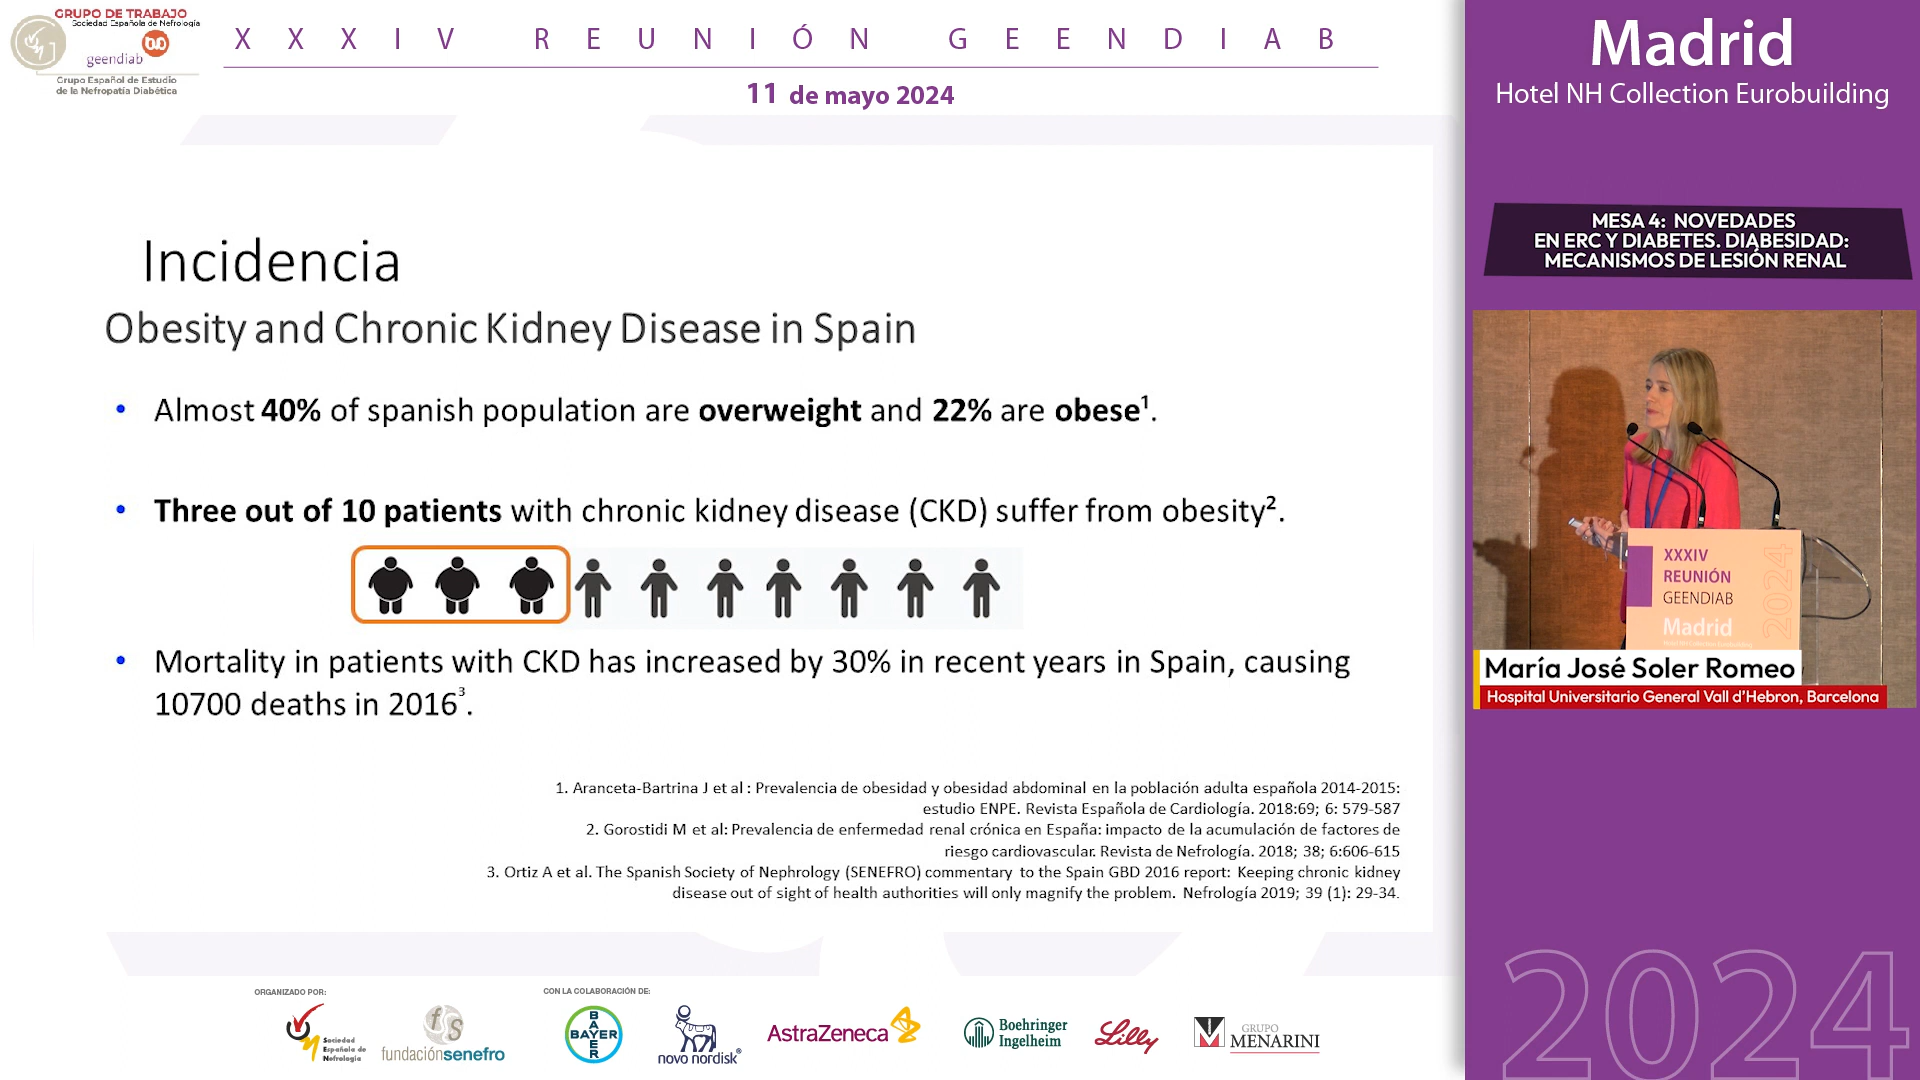 GRUPO DE TRABAJO
Sociedad Española de Nefrología
geendiab
Grupo Español de Estudio
de la Nefropatía Diabética
XXXIV REUNIÓN GEENDIAB
11 de mayo 2024
Madrid
Hotel NH Collection Eurobuilding
MESA 4: NOVEDADES
EN ERC Y DIABETES. DIABESIDAD:
MECANISMOS DE LESIÓN RENAL
Incidencia
Obesity and Chronic Kidney Disease in Spain
• Almost 40% of spanish population are overweight and 22% are obese¹.
• Three out of 10 patients with chronic kidney disease (CKD) suffer from obesity².
• Mortality in patients with CKD has increased by 30% in recent years in Spain, causing
10700 deaths in 2016³.
1. Aranceta-Bartrina J et al : Prevalencia de obesidad y obesidad abdominal en la población adulta española 2014-2015:
estudio ENPE. Revista Española de Cardiología. 2018:69; 6: 579-587
2. Gorostidi M et al: Prevalencia de enfermedad renal crónica en España: impacto de la acumulación de factores de
riesgo cardiovascular. Revista de Nefrología. 2018; 38; 6:606-615
3. Ortiz A et al. The Spanish Society of Nephrology (SENEFRO) commentary to the Spain GBD 2016 report: Keeping chronic kidney
disease out of sight of health authorities will only magnify the problem. Nefrología 2019; 39 (1): 29-34.
XXXIV
REUNIÓN
GEENDIAB
Madrid
2024
María José Soler Romeo
Hospital Universitario General Vall d'Hebron, Barcelona
2024
ORGANIZADO POR:
Sociedad
Española de
Nefrología
fundaciónsenefro
CON LA COLABORACIÓN DE:
BAYER
BAYER
novo nordisk®
AstraZeneca
Boehringer
Ingelheim
Lilly
GRUPO
MENARINI